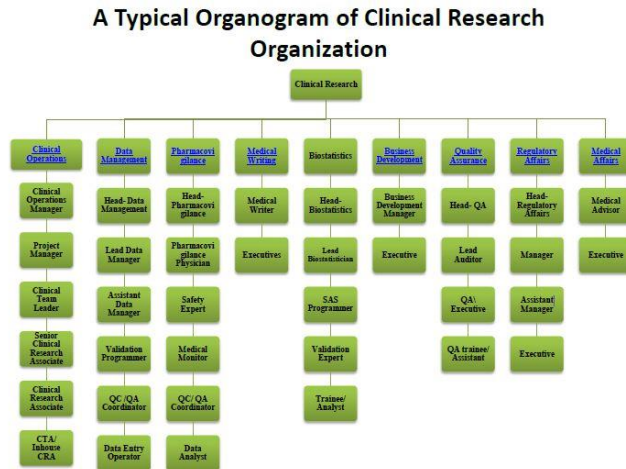 A Typical Organogram of Clinical Research
Organization
Clinical Research
Clinical
Operations
Data
Management
Pharmacovi
gilance
Medical
Writing
Biostatistics
Business
Development
Quality
Assurance
Regulatory
Affairs
Medical
Affairs
Clinical
Operations
Manager
Head- Data
Management
Head-
Pharmacovi
gilance
Medical
Writer
Head-
Biostatistics
Business
Development
Manager
Head- QA
Head-
Regulatory
Affairs
Medical
Advisor
Project
Manager
Lead Data
Manager
Pharmacovi
gilance
Physician
Executives
Lead
Biostatistician
Executive
Lead
Auditor
Manager
Executive
Clinical
Team
Leader
Assistant
Data
Manager
Safety
Expert
SAS
Programmer
QA\
Executive
Assistant
Manager
Senior
Clinical
Research
Associate
Validation
Programmer
Medical
Monitor
Validation
Expert
QA trainee/
Assistant
Executive
Clinical
Research
Associate
QC /QA
Coordinator
QC/ QA
Coordinator
Trainee/
Analyst
CTA/
Inhouse
CRA
Data Entry
Operator
Data
Analyst